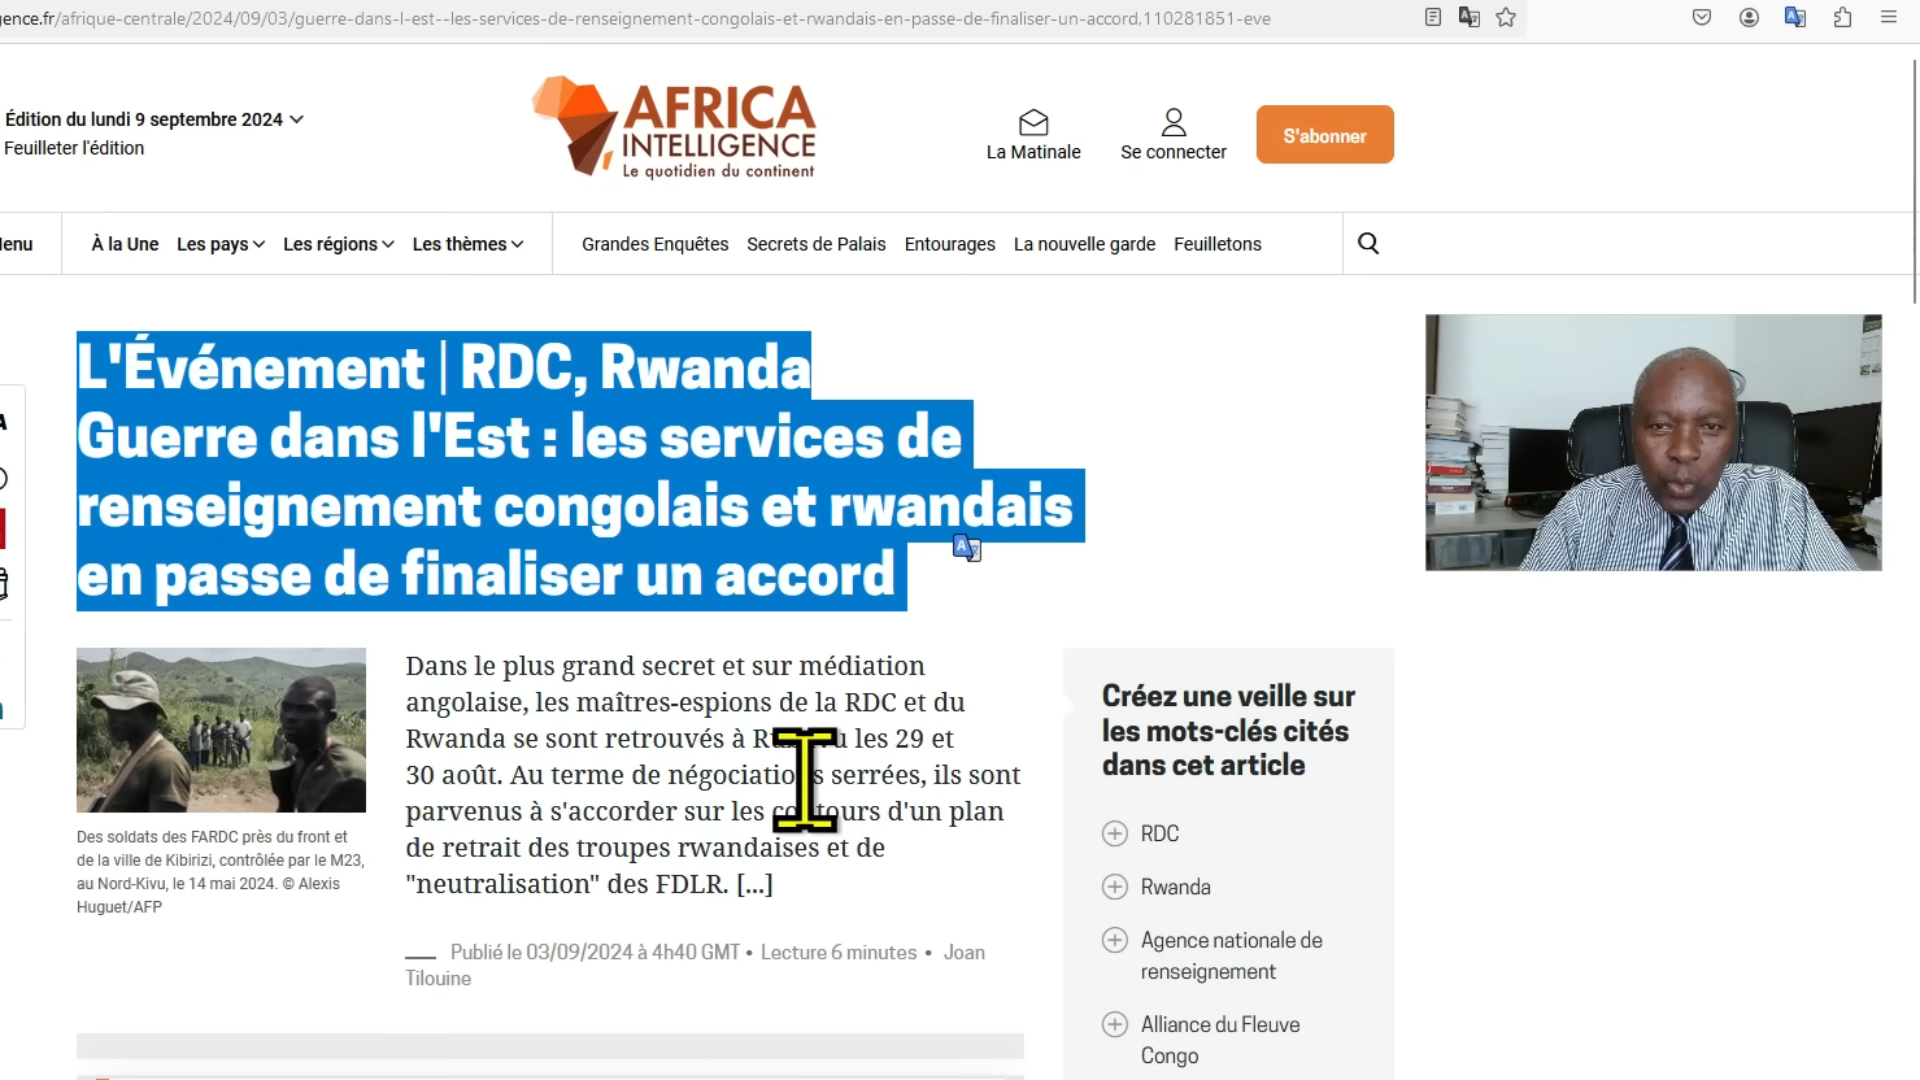 ence.fr/afrique-centrale/2024/09/03/guerre-dans-l-est--les-services-de-renseignement-congolais-et-rwandais-en-passe-de-finaliser-un-accord,110281851-eve
Édition du lundi 9 septembre 2024
Feuilleter l'édition
AFRICA
INTELLIGENCE
Le quotidien du continent
La Matinale
Se connecter
S'abonner
enu
À la Une
Les pays
Les régions
Les thèmes
Grandes Enquêtes
Secrets de Palais
Entourages
La nouvelle garde
Feuilletons
L'Événement | RDC, Rwanda
Guerre dans l'Est : les services de
renseignement congolais et rwandais
en passe de finaliser un accord
Des soldats des FARDC près du front et
de la ville de Kibirizi, contrôlée par le M23,
au Nord-Kivu, le 14 mai 2024. © Alexis
Huguet/AFP
Dans le plus grand secret et sur médiation
angolaise, les maîtres-espions de la RDC et du
Rwanda se sont retrouvés à les 29 et
30 août. Au terme de négociations serrées, ils sont
parvenus à s'accorder sur les contours d'un plan
de retrait des troupes rwandaises et de
"neutralisation" des FDLR. [...]
Publié le 03/09/2024 à 4h40 GMT • Lecture 6 minutes • Joan
Tilouine
Créez une veille sur
les mots-clés cités
dans cet article
RDC
Rwanda
Agence nationale de
renseignement
Alliance du Fleuve
Congo